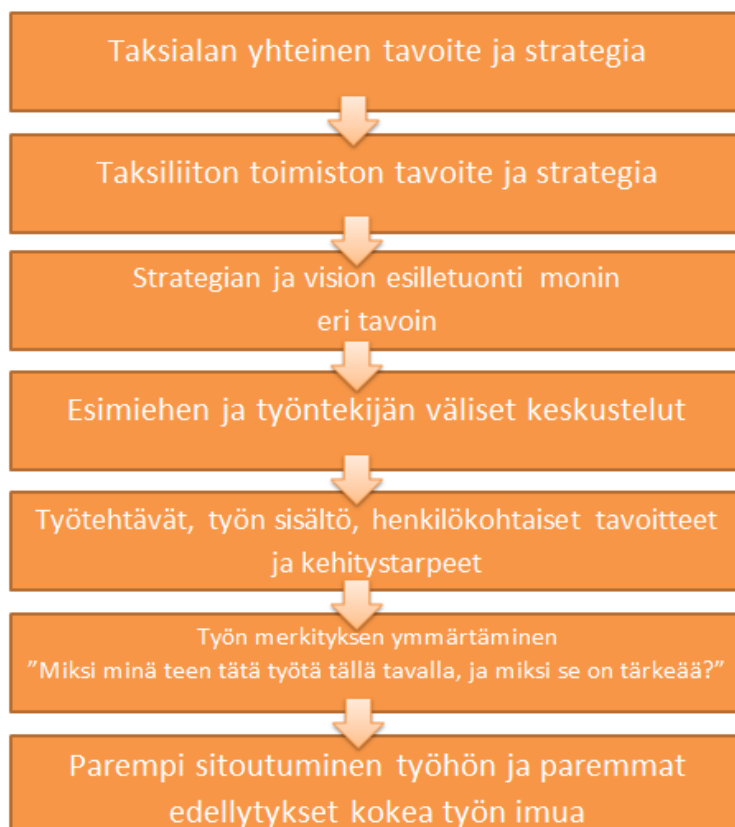 Taksialan yhteinen tavoite ja strategia
Taksiliiton toimiston tavoite ja strategia
Strategian ja vision esilletuonti monin
eri tavoin
Esimiehen ja työntekijän väliset keskustelut
Työtehtävät, työn sisältö, henkilökohtaiset tavoitteet
ja kehitystarpeet
Työn merkityksen ymmärtäminen
”Miksi minä teen tätä työtä tällä tavalla, ja miksi se on tärkeää?”
Parempi sitoutuminen työhön ja paremmat
edellytykset kokea työn imua